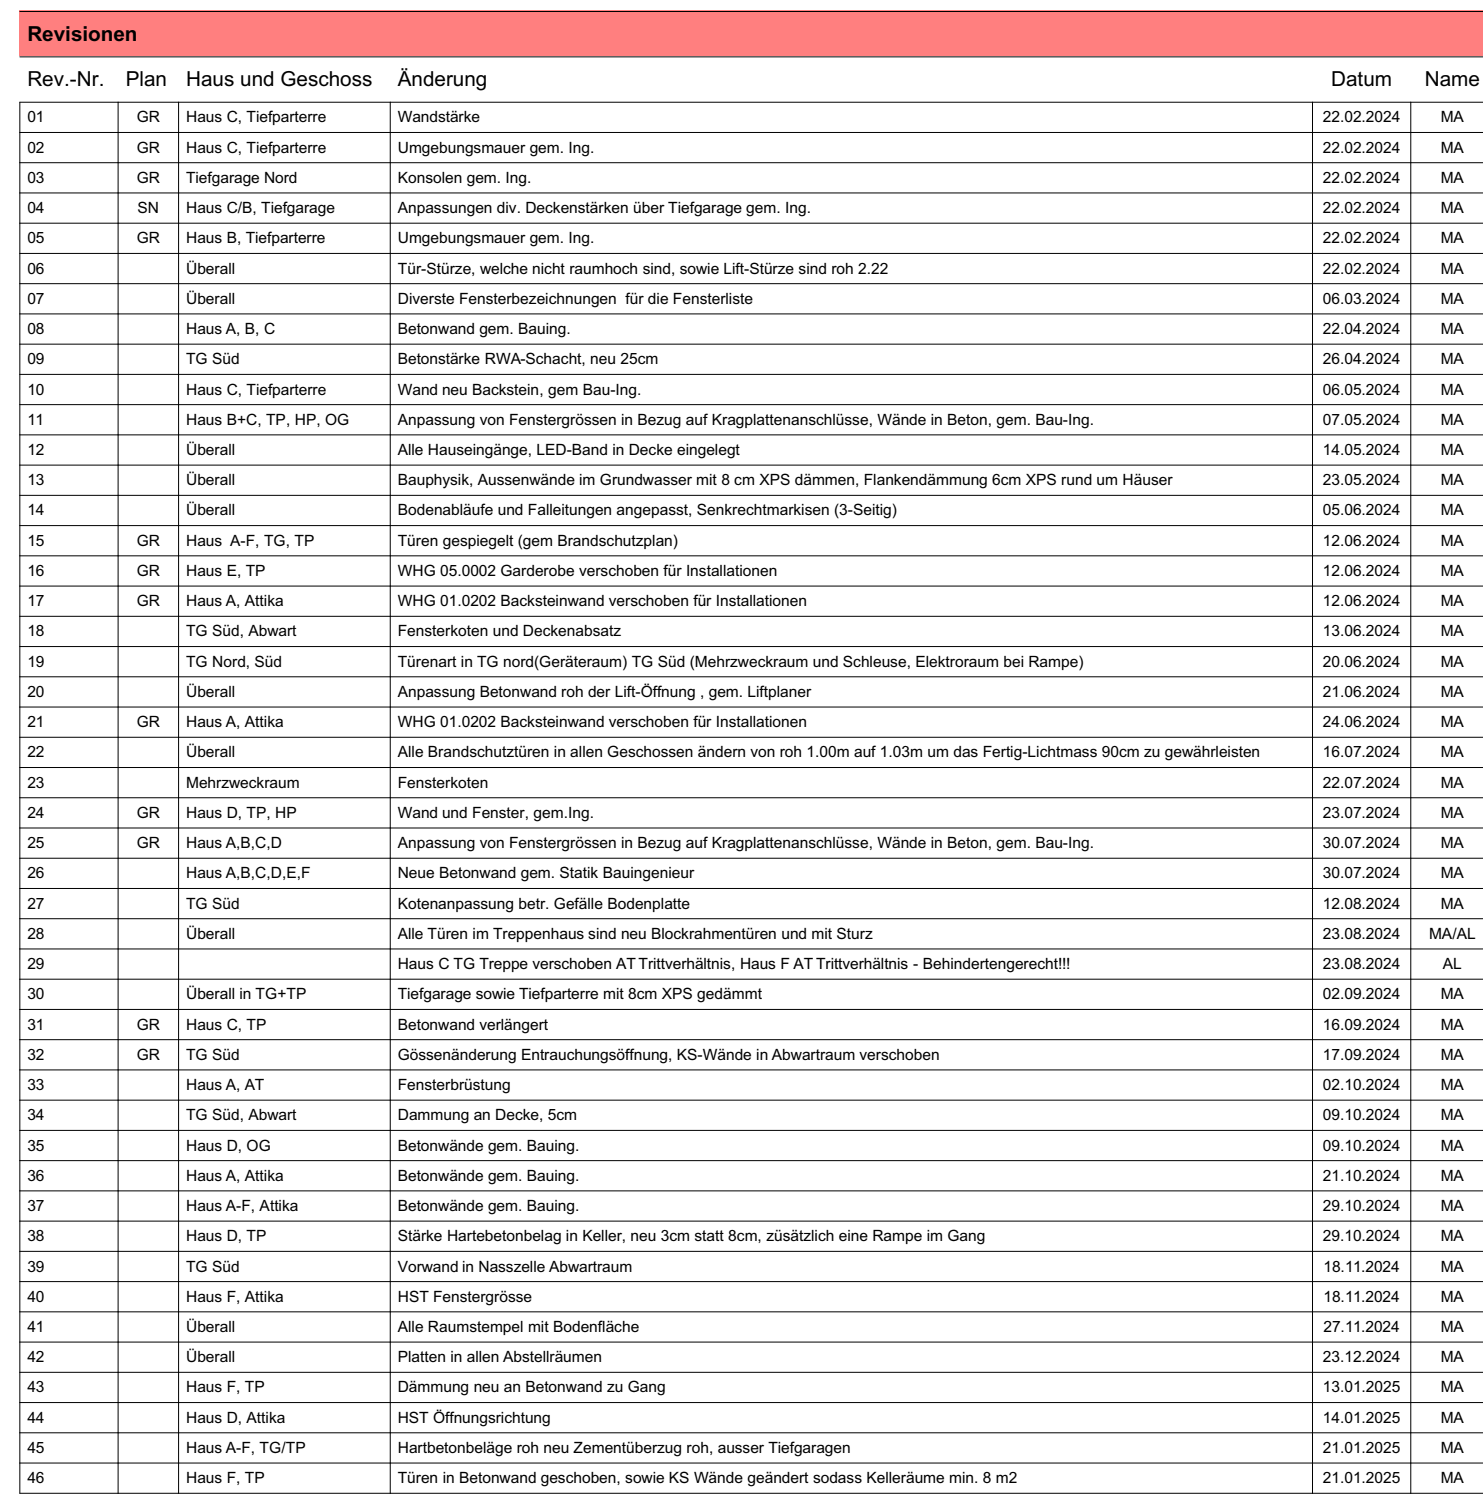 Revisionen
Rev.-Nr. Plan Haus und Geschoss Änderung Datum Name
01 GR Haus C, Tiefparterre Wandstärke 22.02.2024 MA
02 GR Haus C, Tiefparterre Umgebungsmauer gem. Ing. 22.02.2024 MA
03 GR Tiefgarage Nord Konsolen gem. Ing. 22.02.2024 MA
04 SN Haus C/B, Tiefgarage Anpassungen div. Deckenstärken über Tiefgarage gem. Ing. 22.02.2024 MA
05 GR Haus B, Tiefparterre Umgebungsmauer gem. Ing. 22.02.2024 MA
06 Überall Tür-Stürze, welche nicht raumhoch sind, sowie Lift-Stürze sind roh 2.22 22.02.2024 MA
07 Überall Diverste Fensterbezeichnungen für die Fensterliste 06.03.2024 MA
08 Haus A, B, C Betonwand gem. Bauing. 22.04.2024 MA
09 TG Süd Betonstärke RWA-Schacht, neu 25cm 26.04.2024 MA
10 Haus C, Tiefparterre Wand neu Backstein, gem Bau-Ing. 06.05.2024 MA
11 Haus B+C, TP, HP, OG Anpassung von Fenstergrössen in Bezug auf Kragplattenanschlüsse, Wände in Beton, gem. Bau-Ing. 07.05.2024 MA
12 Überall Alle Hauseingänge, LED-Band in Decke eingelegt 14.05.2024 MA
13 Überall Bauphysik, Aussenwände im Grundwasser mit 8 cm XPS dämmen, Flankendämmung 6cm XPS rund um Häuser 23.05.2024 MA
14 Überall Bodenabläufe und Falleitungen angepasst, Senkrechtmarkisen (3-Seitig) 05.06.2024 MA
15 GR Haus A-F, TG, TP Türen gespiegelt (gem Brandschutzplan) 12.06.2024 MA
16 GR Haus E, TP WHG 05.0002 Garderobe verschoben für Installationen 12.06.2024 MA
17 GR Haus A, Attika WHG 01.0202 Backsteinwand verschoben für Installationen 12.06.2024 MA
18 TG Süd, Abwart Fensterkoten und Deckenabsatz 13.06.2024 MA
19 TG Nord, Süd Türenart in TG nord(Geräteraum) TG Süd (Mehrzweckraum und Schleuse, Elektroraum bei Rampe) 20.06.2024 MA
20 Überall Anpassung Betonwand roh der Lift-Öffnung , gem. Liftplaner 21.06.2024 MA
21 GR Haus A, Attika WHG 01.0202 Backsteinwand verschoben für Installationen 24.06.2024 MA
22 Überall Alle Brandschutztüren in allen Geschossen ändern von roh 1.00m auf 1.03m um das Fertig-Lichtmass 90cm zu gewährleisten 16.07.2024 MA
23 Mehrzweckraum Fensterkoten 22.07.2024 MA
24 GR Haus D, TP, HP Wand und Fenster, gem.Ing. 23.07.2024 MA
25 GR Haus A,B,C,D Anpassung von Fenstergrössen in Bezug auf Kragplattenanschlüsse, Wände in Beton, gem. Bau-Ing. 30.07.2024 MA
26 Haus A,B,C,D,E,F Neue Betonwand gem. Statik Bauingenieur 30.07.2024 MA
27 TG Süd Kotenanpassung betr. Gefälle Bodenplatte 12.08.2024 MA
28 Überall Alle Türen im Treppenhaus sind neu Blockrahmentüren und mit Sturz 23.08.2024 MA/AL
29 Haus C TG Treppe verschoben AT Trittverhältnis, Haus F AT Trittverhältnis - Behindertengerecht!!! 23.08.2024 AL
30 Überall in TG+TP Tiefgarage sowie Tiefparterre mit 8cm XPS gedämmt 02.09.2024 MA
31 GR Haus C, TP Betonwand verlängert 16.09.2024 MA
32 GR TG Süd Gössenänderung Entrauchungsöffnung, KS-Wände in Abwartraum verschoben 17.09.2024 MA
33 Haus A, AT Fensterbrüstung 02.10.2024 MA
34 TG Süd, Abwart Dammung an Decke, 5cm 09.10.2024 MA
35 Haus D, OG Betonwände gem. Bauing. 09.10.2024 MA
36 Haus A, Attika Betonwände gem. Bauing. 21.10.2024 MA
37 Haus A-F, Attika Betonwände gem. Bauing. 29.10.2024 MA
38 Haus D, TP Stärke Hartebetonbelag in Keller, neu 3cm statt 8cm, züsätzlich eine Rampe im Gang 29.10.2024 MA
39 TG Süd Vorwand in Nasszelle Abwartraum 18.11.2024 MA
40 Haus F, Attika HST Fenstergrösse 18.11.2024 MA
41 Überall Alle Raumstempel mit Bodenfläche 27.11.2024 MA
42 Überall Platten in allen Abstellräumen 23.12.2024 MA
43 Haus F, TP Dämmung neu an Betonwand zu Gang 13.01.2025 MA
44 Haus D, Attika HST Öffnungsrichtung 14.01.2025 MA
45 Haus A-F, TG/TP Hartbetonbeläge roh neu Zementüberzug roh, ausser Tiefgaragen 21.01.2025 MA
46 Haus F, TP Türen in Betonwand geschoben, sowie KS Wände geändert sodass Kelleräume min. 8 m2 21.01.2025 MA